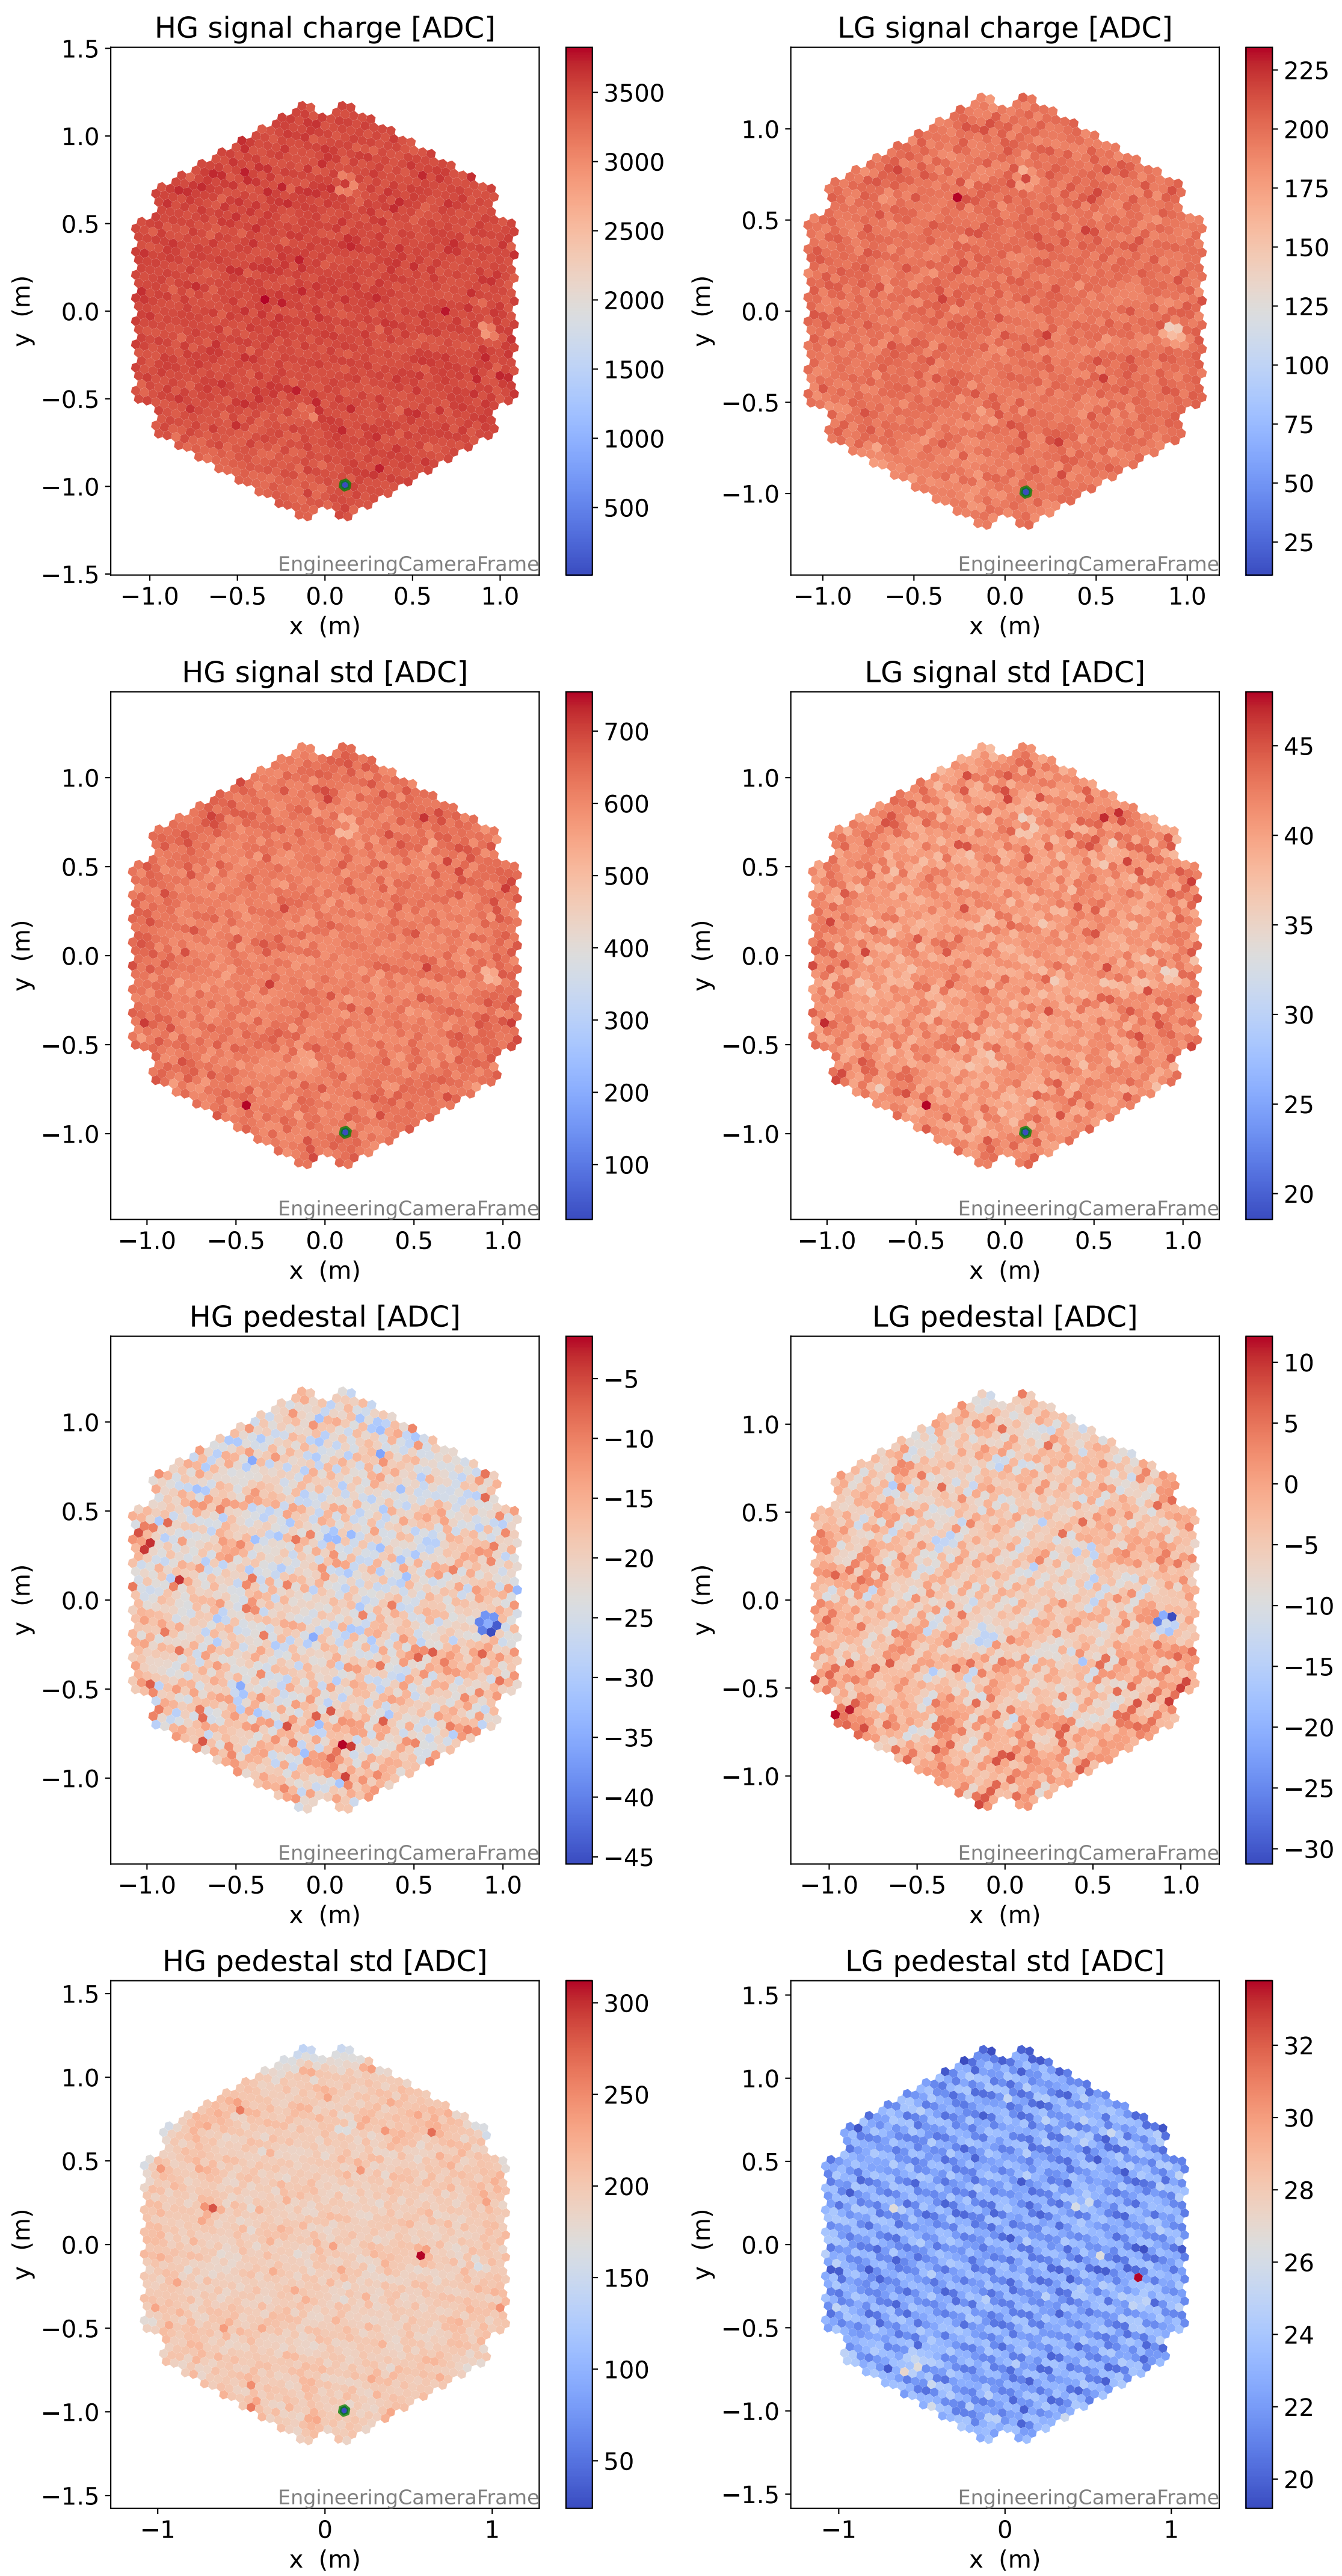 HG signal charge [ADC]
1.5
1.0
0.5
0.0
−0.5
−1.0
−1.5
y (m)
−1.0 −0.5 0.0 0.5 1.0
x (m)
EngineeringCameraFrame
3500
3000
2500
2000
1500
1000
500
LG signal charge [ADC]
1.0
0.5
0.0
−0.5
−1.0
y (m)
−1.0 −0.5 0.0 0.5 1.0
x (m)
EngineeringCameraFrame
225
200
175
150
125
100
75
50
25
HG signal std [ADC]
1.0
0.5
0.0
−0.5
−1.0
y (m)
−1.0 −0.5 0.0 0.5 1.0
x (m)
EngineeringCameraFrame
700
600
500
400
300
200
100
LG signal std [ADC]
1.0
0.5
0.0
−0.5
−1.0
y (m)
−1.0 −0.5 0.0 0.5 1.0
x (m)
EngineeringCameraFrame
45
40
35
30
25
20
HG pedestal [ADC]
1.0
0.5
0.0
−0.5
−1.0
y (m)
−1.0 −0.5 0.0 0.5 1.0
x (m)
EngineeringCameraFrame
−5
−10
−15
−20
−25
−30
−35
−40
−45
LG pedestal [ADC]
1.0
0.5
0.0
−0.5
−1.0
y (m)
−1.0 −0.5 0.0 0.5 1.0
x (m)
EngineeringCameraFrame
10
5
0
−5
−10
−15
−20
−25
−30
HG pedestal std [ADC]
1.5
1.0
0.5
0.0
−0.5
−1.0
−1.5
y (m)
−1 0 1
x (m)
EngineeringCameraFrame
300
250
200
150
100
50
LG pedestal std [ADC]
1.5
1.0
0.5
0.0
−0.5
−1.0
−1.5
y (m)
−1 0 1
x (m)
EngineeringCameraFrame
32
30
28
26
24
22
20